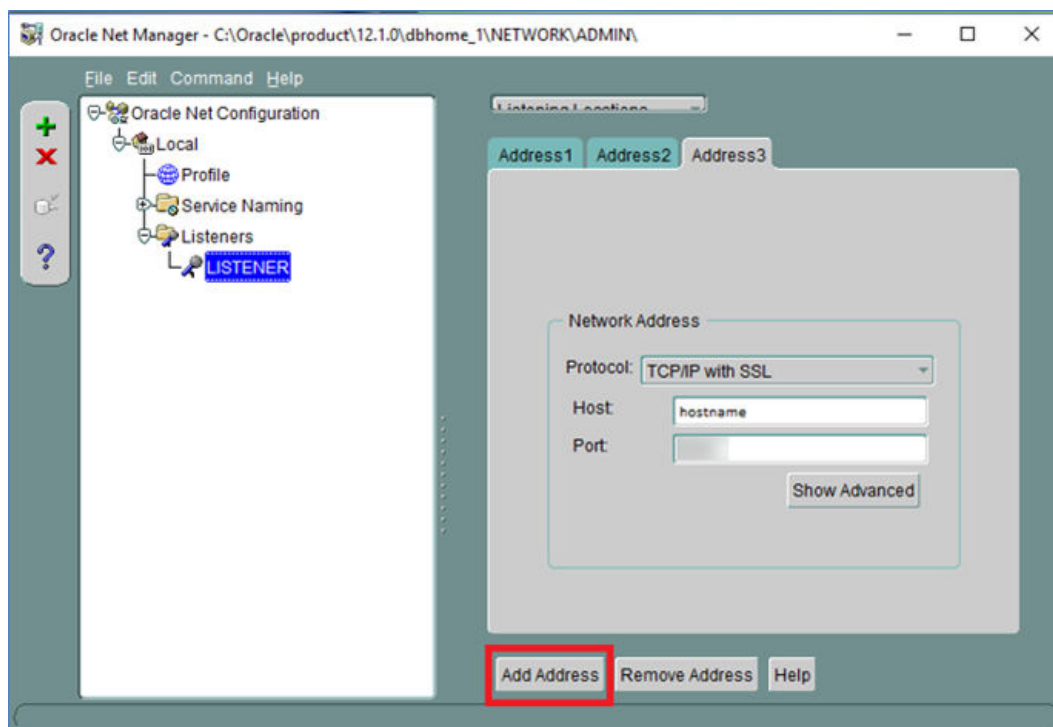 Oracle Net Manager - C:\Oracle\product\12.1.0\dbhome_1\NETWORK\ADMIN\
File Edit Command Help
Oracle Net Configuration
Local
Profile
Service Naming
Listeners
LISTENER
Listening Locations
Address1 Address2 Address3
Network Address
Protocol: TCP/IP with SSL
Host: hostname
Port:
Show Advanced
Add Address Remove Address Help